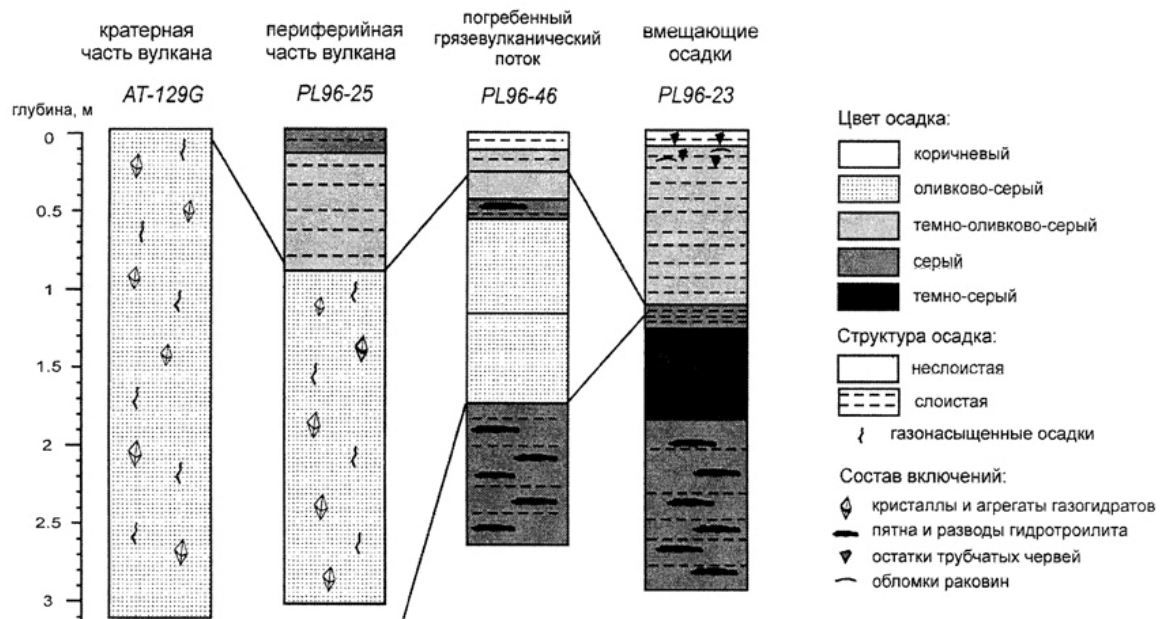 кратерная
часть вулкана
AT-129G
периферийная
часть вулкана
PL96-25
погребенный
грязевулканический
поток
PL96-46
вмещающие
осадки
PL96-23
глубина, м
0
0.5
1
1.5
2
2.5
3
Цвет осадка:
коричневый
оливково-серый
темно-оливково-серый
серый
темно-серый
Структура осадка:
неслоистая
слоистая
газонасыщенные осадки
Состав включений:
кристаллы и агрегаты газогидратов
пятна и разводы гидротроилита
остатки трубчатых червей
обломки раковин